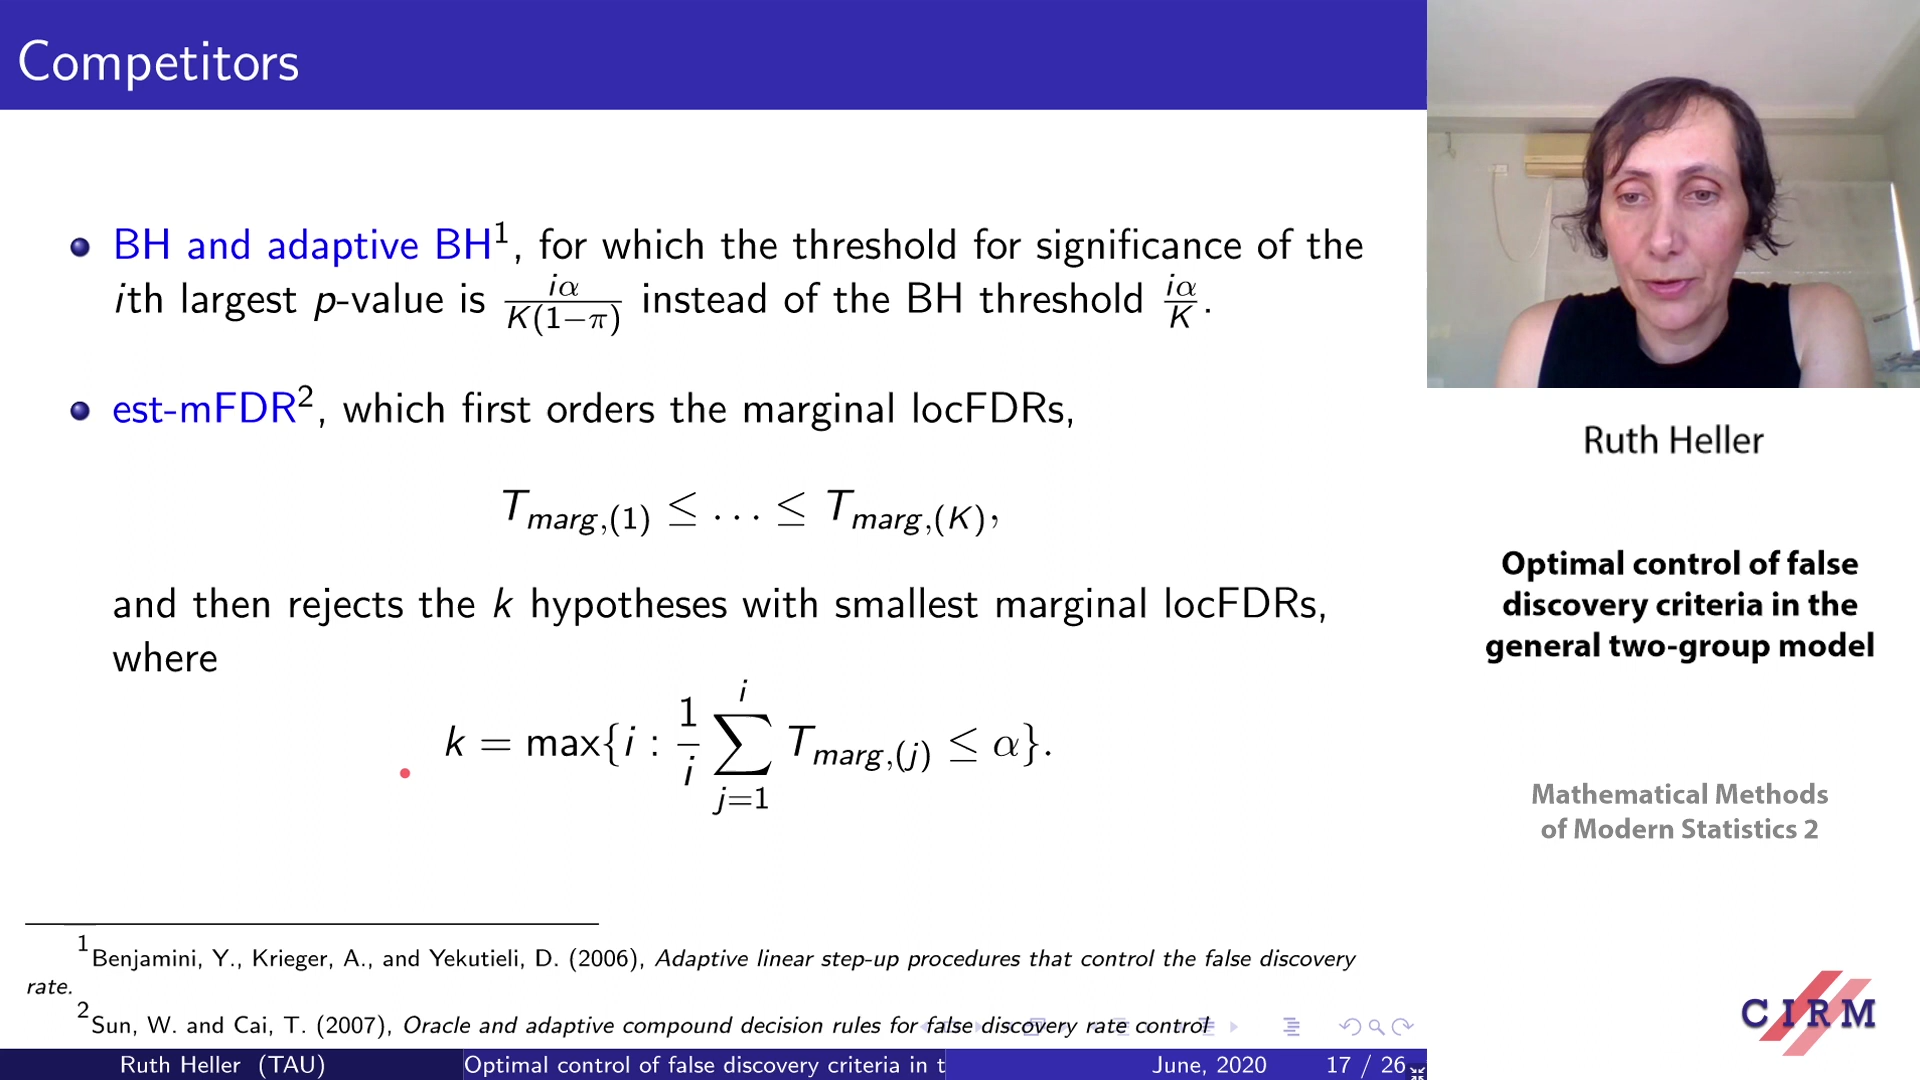 Competitors
BH and adaptive BH¹, for which the threshold for significance of the
ith largest p-value is iα/K(1−π) instead of the BH threshold iα/K.
est-mFDR², which first orders the marginal locFDRs,
T_marg,(1) ≤ … ≤ T_marg,(K),
and then rejects the k hypotheses with smallest marginal locFDRs,
where
k = max{i : 1/i ∑_{j=1}^{i} T_marg,(j) ≤ α}.
¹Benjamini, Y., Krieger, A., and Yekutieli, D. (2006), Adaptive linear step-up procedures that control the false discovery
rate.
²Sun, W. and Cai, T. (2007), Oracle and adaptive compound decision rules for false discovery rate control
Ruth Heller (TAU) Optimal control of false discovery criteria in t June, 2020 17 / 26
Ruth Heller
Optimal control of false
discovery criteria in the
general two-group model
Mathematical Methods
of Modern Statistics 2
CIRM